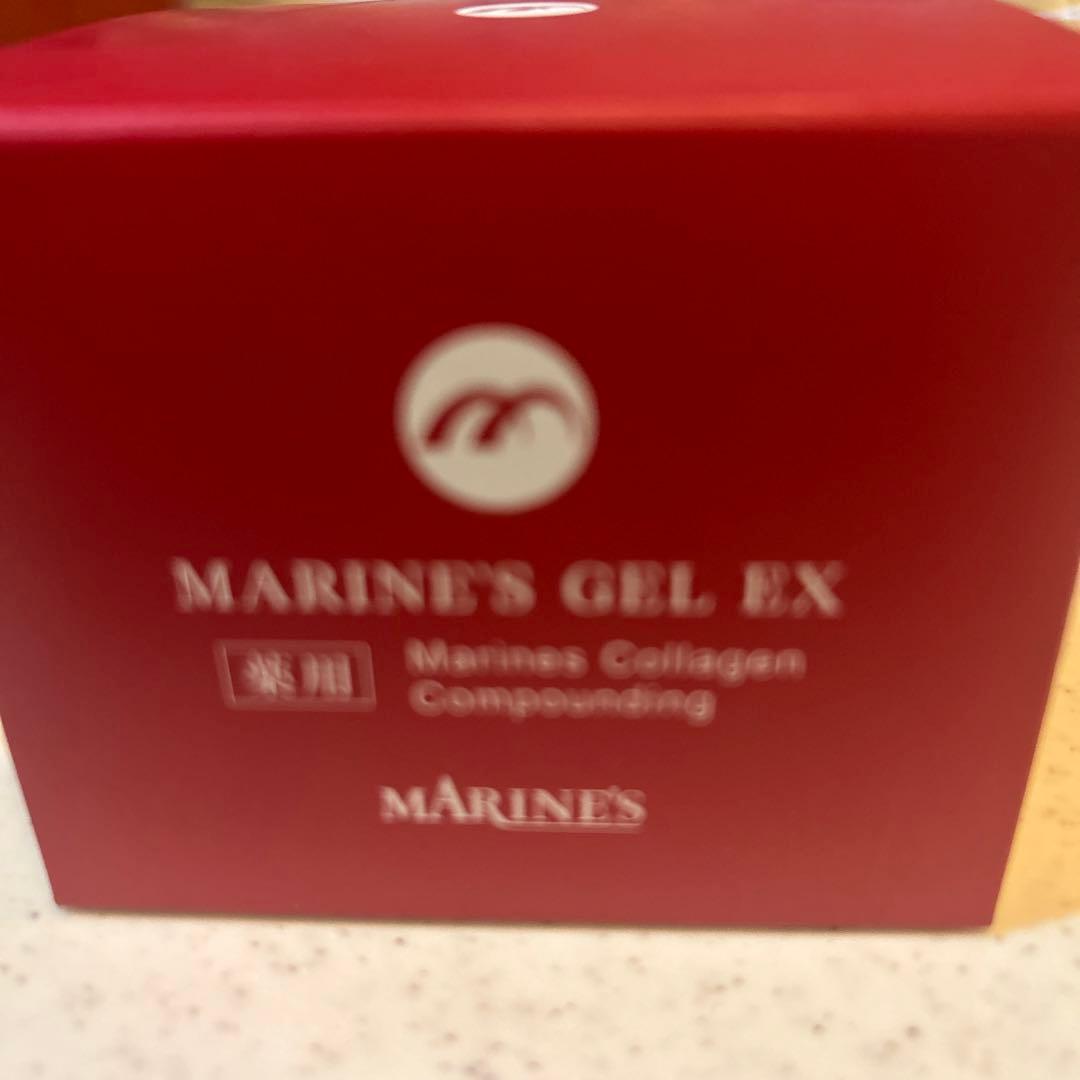 MARINE'S GEL EX
薬用
Marines Collagen
Compounding
MARINE'S